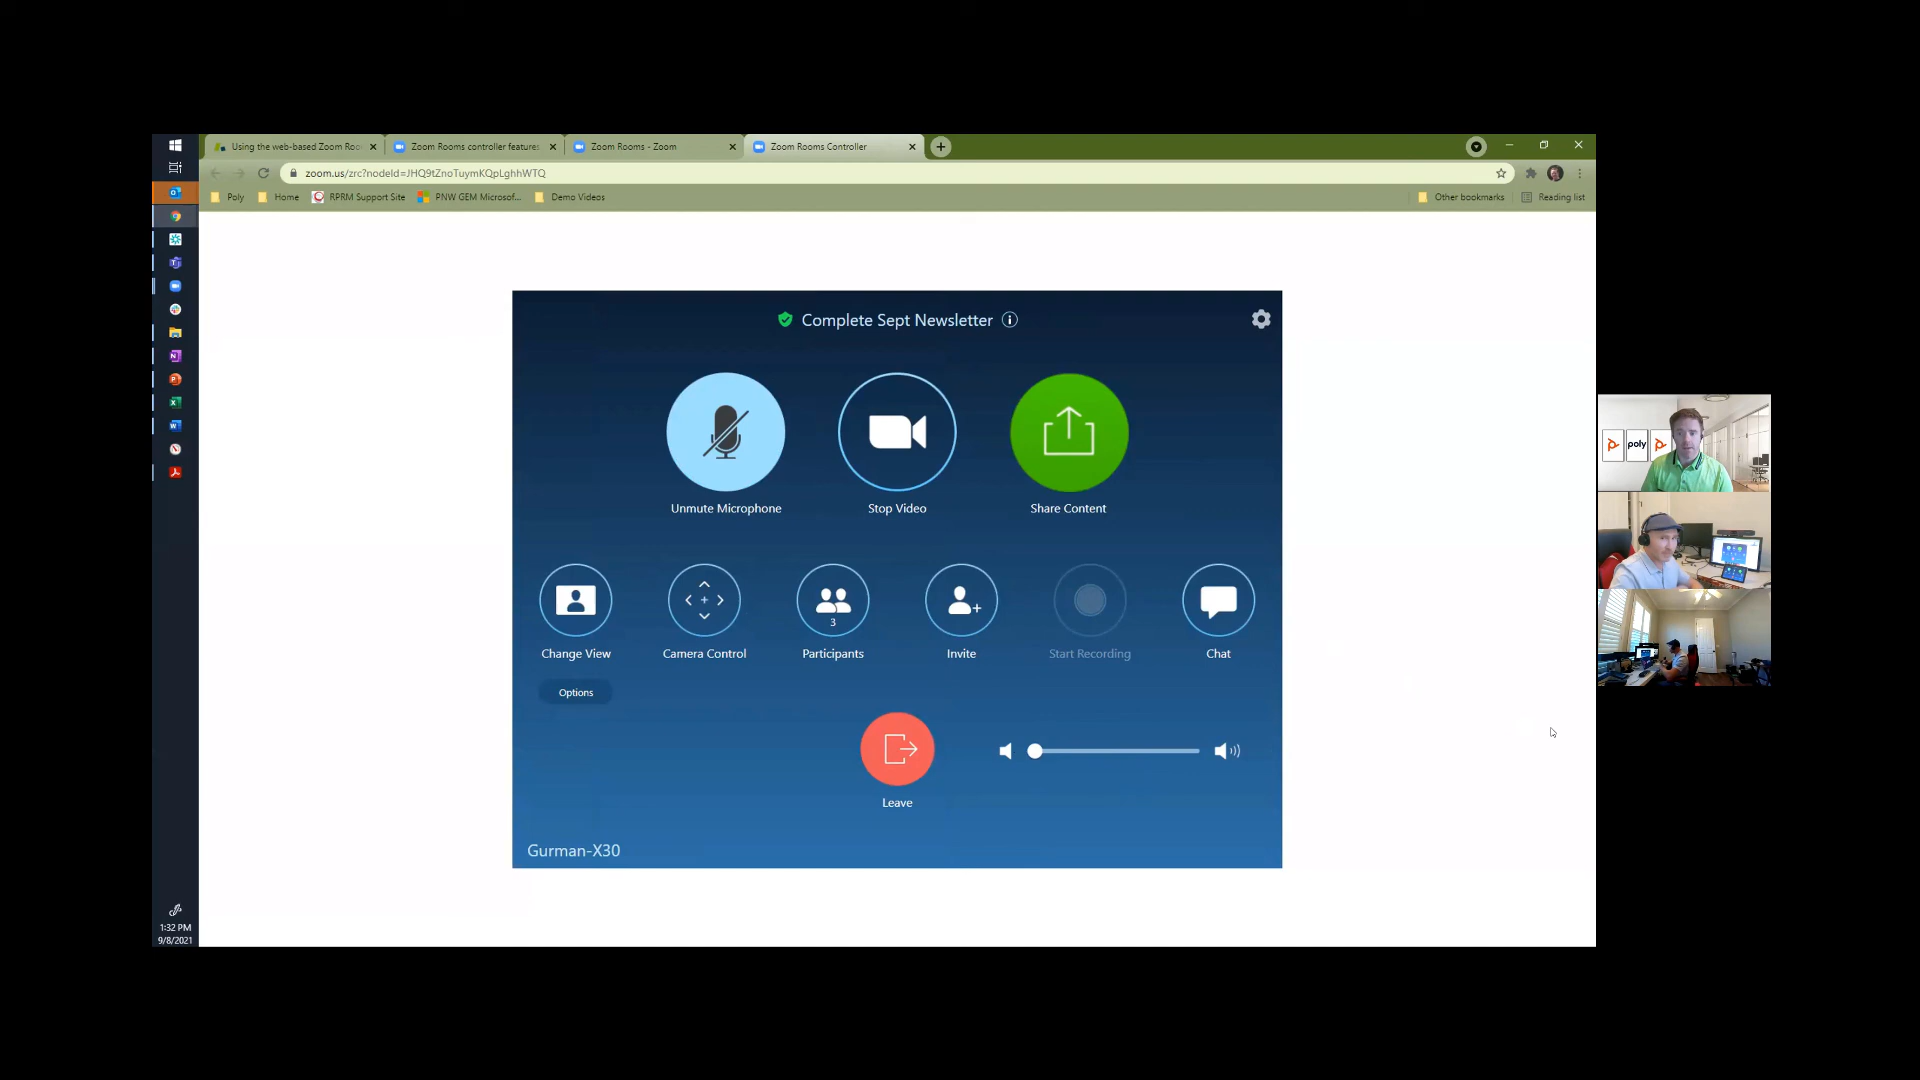 Using the web-based Zoom Roo
Zoom Rooms controller features
Zoom Rooms - Zoom
Zoom Rooms Controller
zoom.us/zrc?nodeId=JHQ9tZnoTuymKQpLghhWTQ
Poly
Home
RPRM Support Site
PNW GEM Microsof...
Demo Videos
Other bookmarks
Reading list
Complete Sept Newsletter
Unmute Microphone
Stop Video
Share Content
3
Change View
Camera Control
Participants
Invite
Start Recording
Chat
Options
Leave
Gurman-X30
1:32 PM
9/8/2021
poly